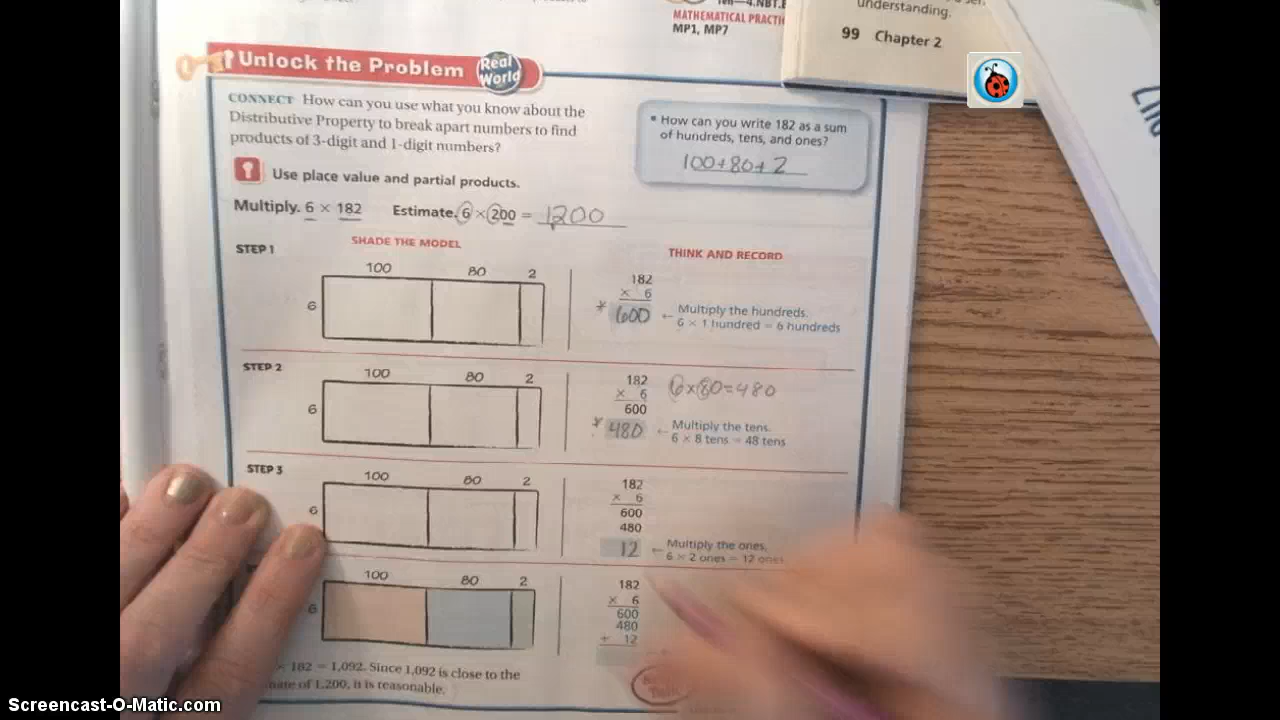 MATHEMATICAL PRACTI
MP1, MP7
understanding.
99 Chapter 2
Unlock the Problem
Real World
CONNECT How can you use what you know about the
Distributive Property to break apart numbers to find
products of 3-digit and 1-digit numbers?
• How can you write 182 as a sum
of hundreds, tens, and ones?
100+80+2
Use place value and partial products.
Multiply. 6 × 182 Estimate. 6 × 200 = 1200
STEP 1
SHADE THE MODEL
THINK AND RECORD
100 80 2
6
182
× 6
600
← Multiply the hundreds.
6 × 1 hundred = 6 hundreds
STEP 2
100 80 2
6
182
× 6
600
480
6×80=480
← Multiply the tens.
6 × 8 tens = 48 tens
STEP 3
100 80 2
6
182
× 6
600
480
12
← Multiply the ones.
6 × 2 ones = 12 ones
100 80 2
6
182
× 6
600
480
+ 12
× 182 = 1,092. Since 1,092 is close to the
of 1,200, it is reasonable.
Screencast-O-Matic.com